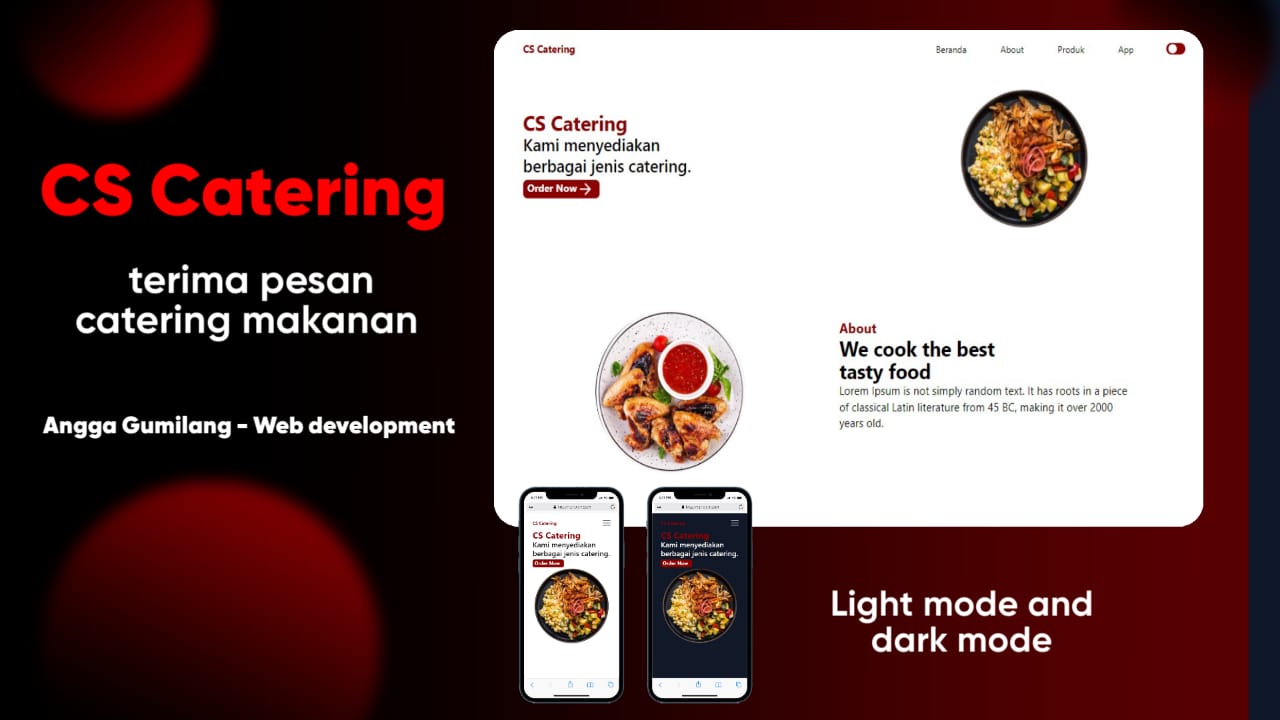 CS Catering
terima pesan
catering makanan
Angga Gumilang - Web development
CS Catering
Beranda
About
Produk
App
CS Catering
Kami menyediakan
berbagai jenis catering.
Order Now
About
We cook the best
tasty food
Lorem Ipsum is not simply random text. It has roots in a piece
of classical Latin literature from 45 BC, making it over 2000
years old.
CS Catering
CS Catering
Kami menyediakan
berbagai jenis catering.
Order Now
CS Catering
CS Catering
Kami menyediakan
berbagai jenis catering.
Order Now
Light mode and
dark mode